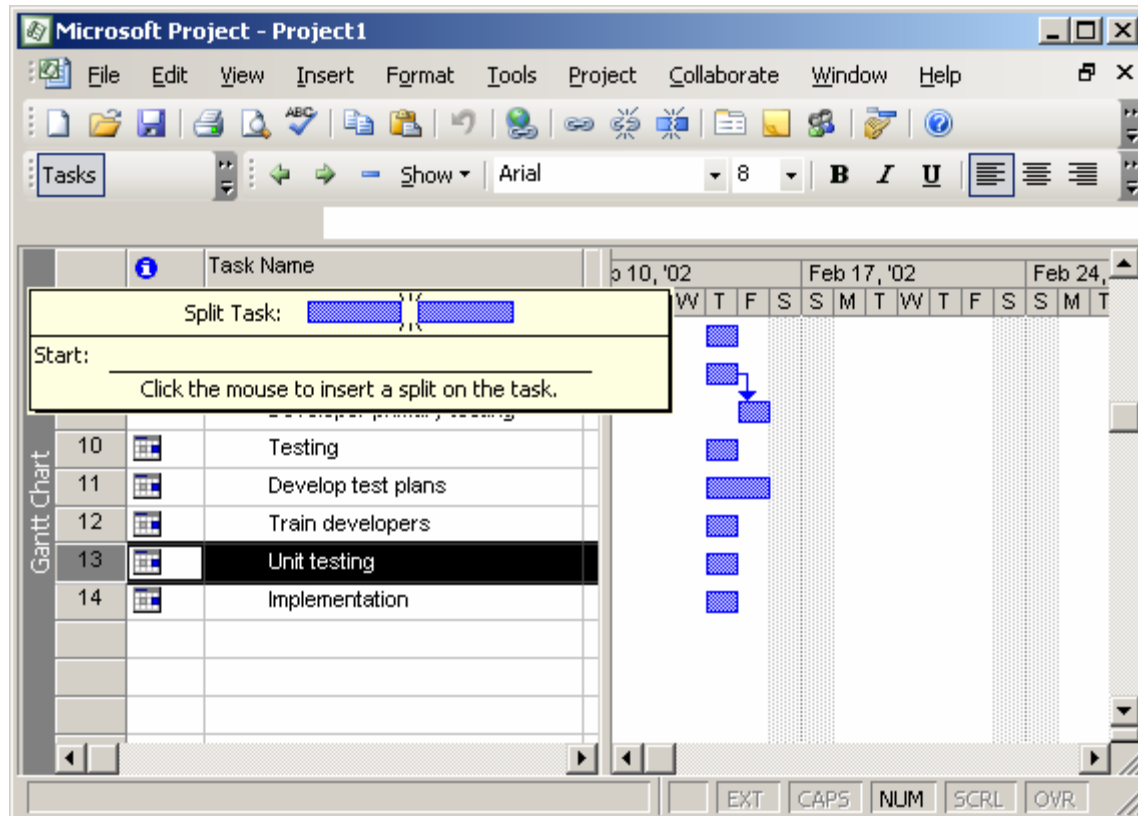 Microsoft Project - Project1
File Edit View Insert Format Tools Project Collaborate Window Help
ABC
Tasks Show Arial 8 B I U
Task Name
10, '02 Feb 17, '02 Feb 24,
W T F S S M T W T F S S M T
Split Task:
Start:
Click the mouse to insert a split on the task.
10 Testing
11 Develop test plans
12 Train developers
13 Unit testing
14 Implementation
Gantt Chart
EXT CAPS NUM SCRL OVR